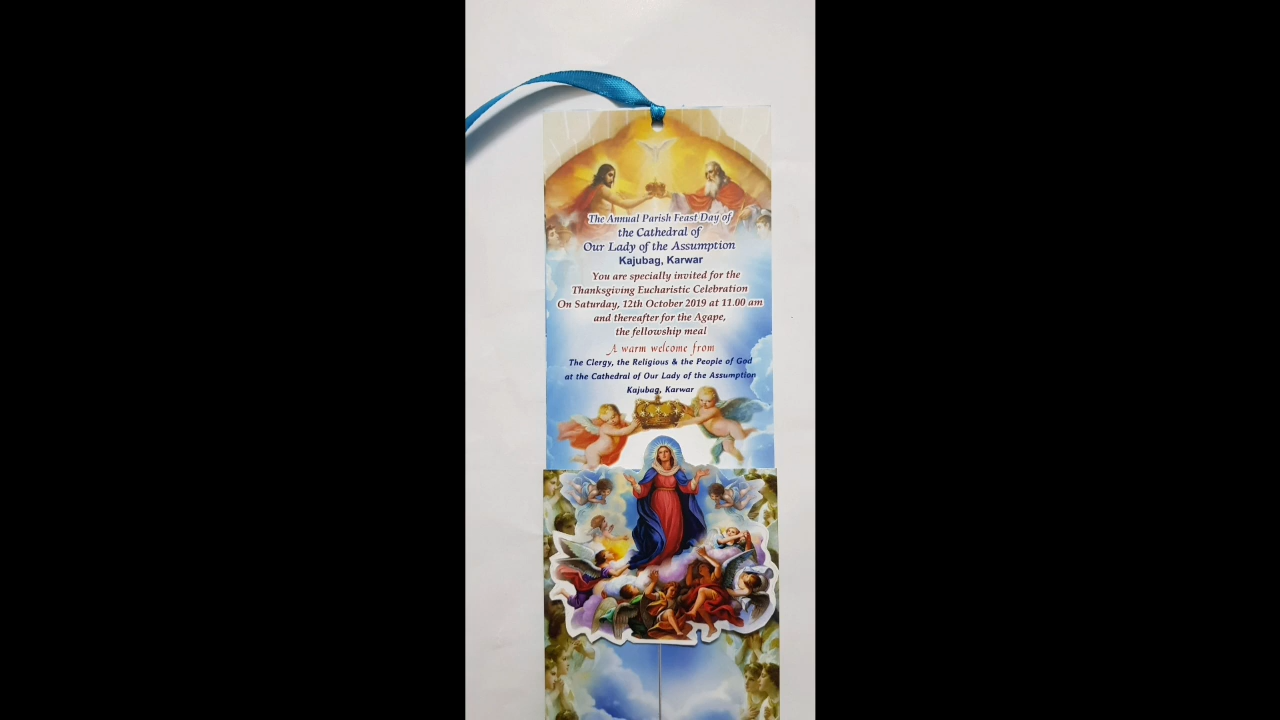 The Annual Parish Feast Day of
the Cathedral of
Our Lady of the Assumption
Kajubag, Karwar
You are specially invited for the
Thanksgiving Eucharistic Celebration
On Saturday, 12th October 2019 at 11.00 am
and thereafter for the Agape,
the fellowship meal
A warm welcome from
The Clergy, the Religious & the People of God
at the Cathedral of Our Lady of the Assumption
Kajubag, Karwar